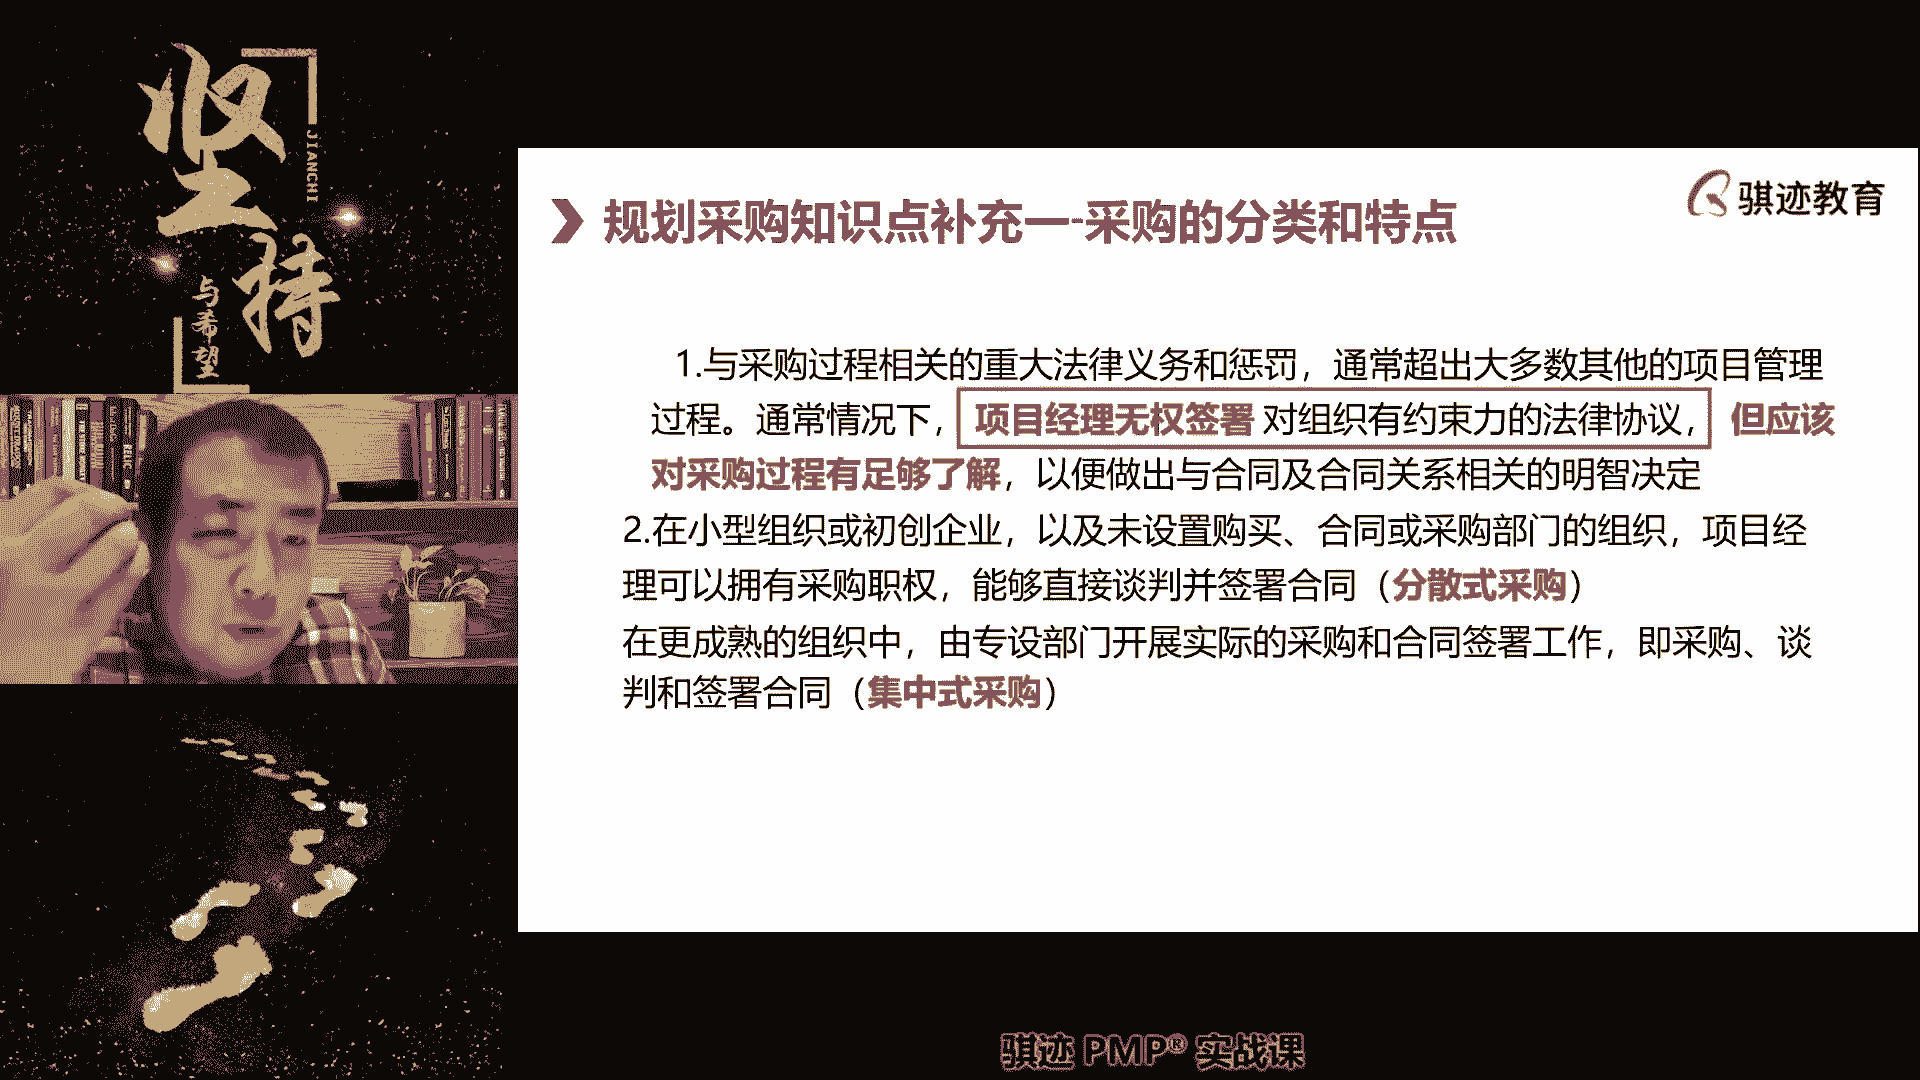 坚持
JIANCHI
与希望
骐迹教育
规划采购知识点补充一-采购的分类和特点
1.与采购过程相关的重大法律义务和惩罚，通常超出大多数其他的项目管理
过程。通常情况下，项目经理无权签署 对组织有约束力的法律协议，但应该
对采购过程有足够了解，以便做出与合同及合同关系相关的明智决定
2.在小型组织或初创企业，以及未设置购买、合同或采购部门的组织，项目经
理可以拥有采购职权，能够直接谈判并签署合同（分散式采购）
在更成熟的组织中，由专设部门开展实际的采购和合同签署工作，即采购、谈
判和签署合同（集中式采购）
骐迹 PMP® 实战课